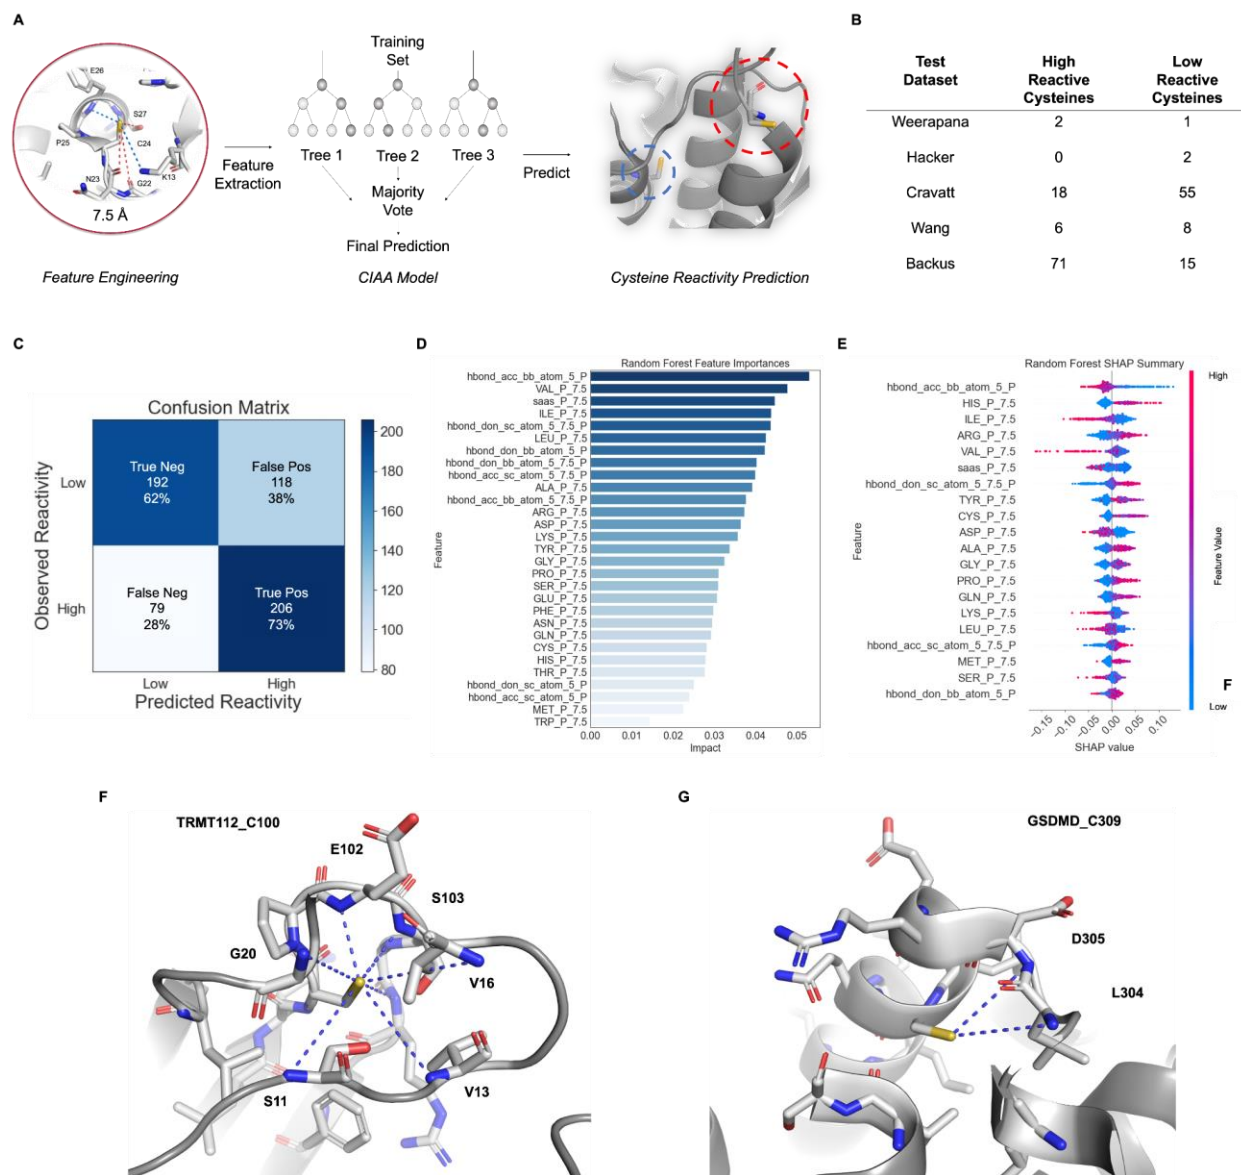 A
E26
S27
P25
C24
N23
G22
K13
7.5 Å
Feature Engineering
Feature
Extraction
Training
Set
Tree 1
Tree 2
Tree 3
Majority
Vote
Final Prediction
CIAA Model
Predict
Cysteine Reactivity Prediction
B
Test Dataset High Reactive Cysteines Low Reactive Cysteines
Weerapana 2 1
Hacker 0 2
Cravatt 18 55
Wang 6 8
Backus 71 15
C
Confusion Matrix
Observed Reactivity
Low
True Neg
192
62%
False Pos
118
38%
High
False Neg
79
28%
True Pos
206
73%
Low High
Predicted Reactivity
200
180
160
140
120
100
80
D
Random Forest Feature Importances
Feature
hbond_acc_bb_atom_5_P
VAL_P_7.5
saas_P_7.5
ILE_P_7.5
hbond_don_sc_atom_5_7.5_P
LEU_P_7.5
hbond_don_bb_atom_5_P
hbond_don_bb_atom_5_7.5_P
hbond_acc_sc_atom_5_7.5_P
ALA_P_7.5
hbond_acc_bb_atom_5_7.5_P
ARG_P_7.5
ASP_P_7.5
LYS_P_7.5
TYR_P_7.5
GLY_P_7.5
PRO_P_7.5
SER_P_7.5
GLU_P_7.5
PHE_P_7.5
ASN_P_7.5
GLN_P_7.5
CYS_P_7.5
HIS_P_7.5
THR_P_7.5
hbond_don_sc_atom_5_P
hbond_acc_sc_atom_5_P
MET_P_7.5
TRP_P_7.5
0.00 0.01 0.02 0.03 0.04 0.05
Impact
E
Random Forest SHAP Summary
Feature
hbond_acc_bb_atom_5_P
HIS_P_7.5
ILE_P_7.5
ARG_P_7.5
VAL_P_7.5
saas_P_7.5
hbond_don_sc_atom_5_7.5_P
TYR_P_7.5
CYS_P_7.5
ASP_P_7.5
ALA_P_7.5
GLY_P_7.5
PRO_P_7.5
GLN_P_7.5
LYS_P_7.5
LEU_P_7.5
hbond_acc_sc_atom_5_7.5_P
MET_P_7.5
SER_P_7.5
hbond_don_bb_atom_5_P
-0.15 -0.10 -0.05 0.00 0.05 0.10
SHAP value
High
Feature Value
Low
F
F
TRMT112_C100
E102
S103
G20
V16
S11
V13
G
GSDMD_C309
D305
L304